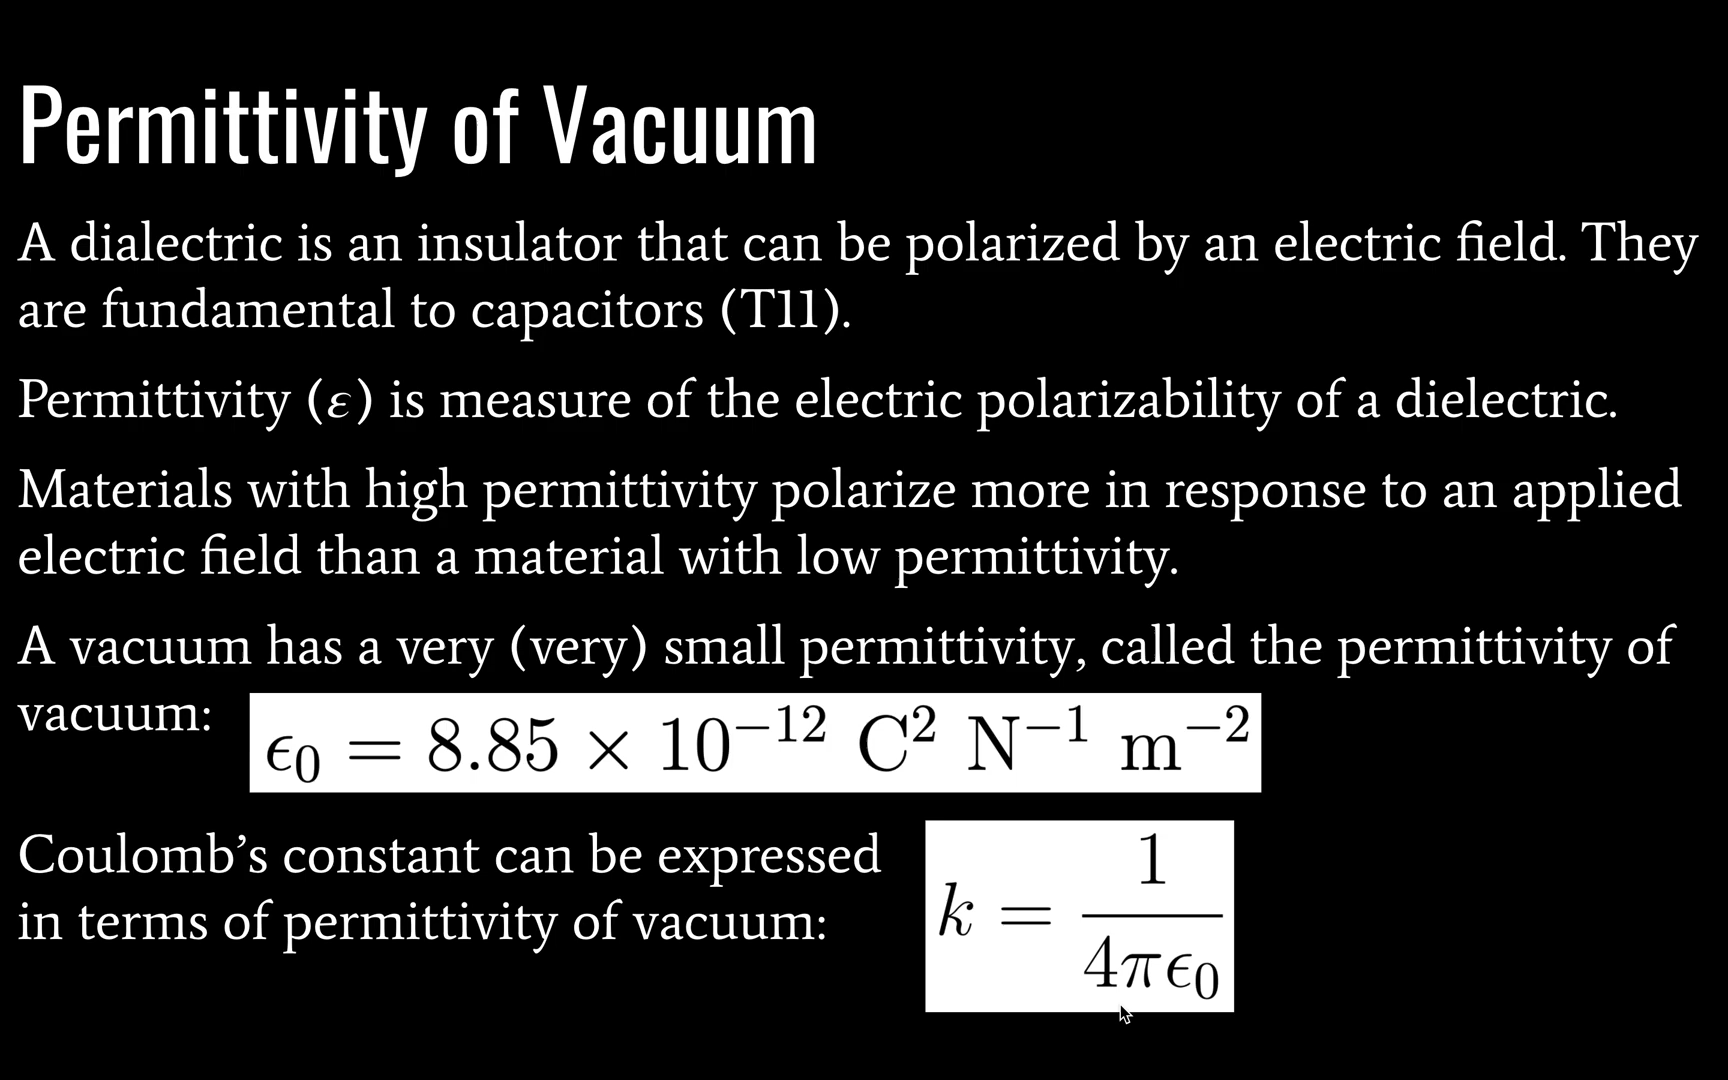 Permittivity of Vacuum
A dialectric is an insulator that can be polarized by an electric field. They
are fundamental to capacitors (T11).
Permittivity (ε) is measure of the electric polarizability of a dielectric.
Materials with high permittivity polarize more in response to an applied
electric field than a material with low permittivity.
A vacuum has a very (very) small permittivity, called the permittivity of
vacuum: ϵ₀ = 8.85 × 10⁻¹² C² N⁻¹ m⁻²
Coulomb’s constant can be expressed
in terms of permittivity of vacuum:
k = 1 / 4πϵ₀